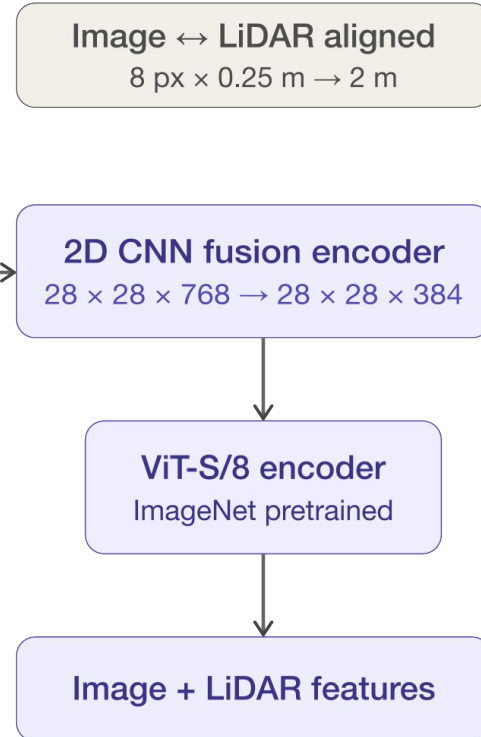 Image ↔ LiDAR aligned
8 px × 0.25 m → 2 m
2D CNN fusion encoder
28 × 28 × 768 → 28 × 28 × 384
ViT-S/8 encoder
ImageNet pretrained
Image + LiDAR features